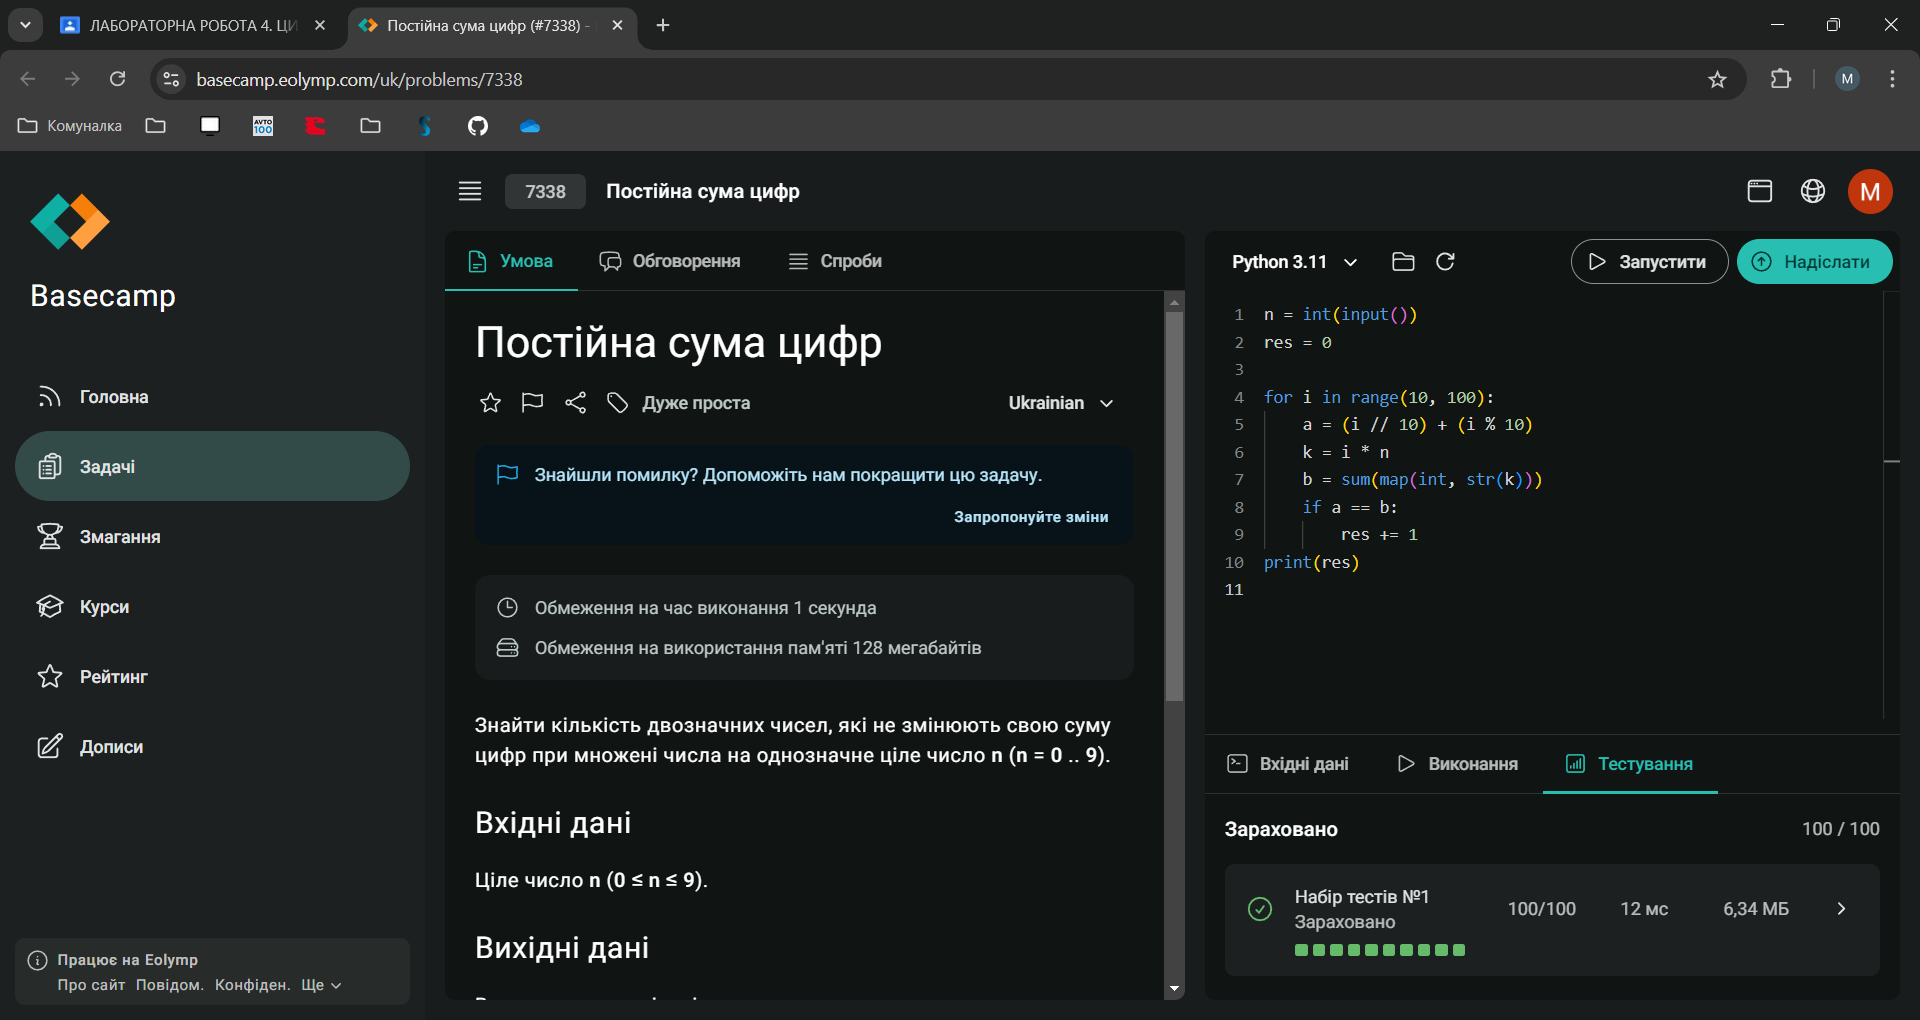 ЛАБОРАТОРНА РОБОТА 4. ЦИ
Постійна сума цифр (#7338) -
basecamp.eolymp.com/uk/problems/7338
M
Комуналка
AVTO 100
Basecamp
Головна
Задачі
Змагання
Курси
Рейтинг
Дописи
Працює на Eolymp
Про сайт Повідом. Конфіден. Ще
7338 Постійна сума цифр
M
Умова Обговорення Спроби
Постійна сума цифр
Дуже проста Ukrainian
Знайшли помилку? Допоможіть нам покращити цю задачу.
Запропонуйте зміни
Обмеження на час виконання 1 секунда
Обмеження на використання пам'яті 128 мегабайтів
Знайти кількість двозначних чисел, які не змінюють свою суму
цифр при множені числа на однозначне ціле число n (n = 0 .. 9).
Вхідні дані
Ціле число n (0 ≤ n ≤ 9).
Вихідні дані
Python 3.11 Запустити Надіслати
1 n = int(input())
2 res = 0
3
4 for i in range(10, 100):
5 a = (i // 10) + (i % 10)
6 k = i * n
7 b = sum(map(int, str(k)))
8 if a == b:
9 res += 1
10 print(res)
11
Вхідні дані Виконання Тестування
Зараховано 100 / 100
Набір тестів №1 100/100 12 мс 6,34 МБ
Зараховано